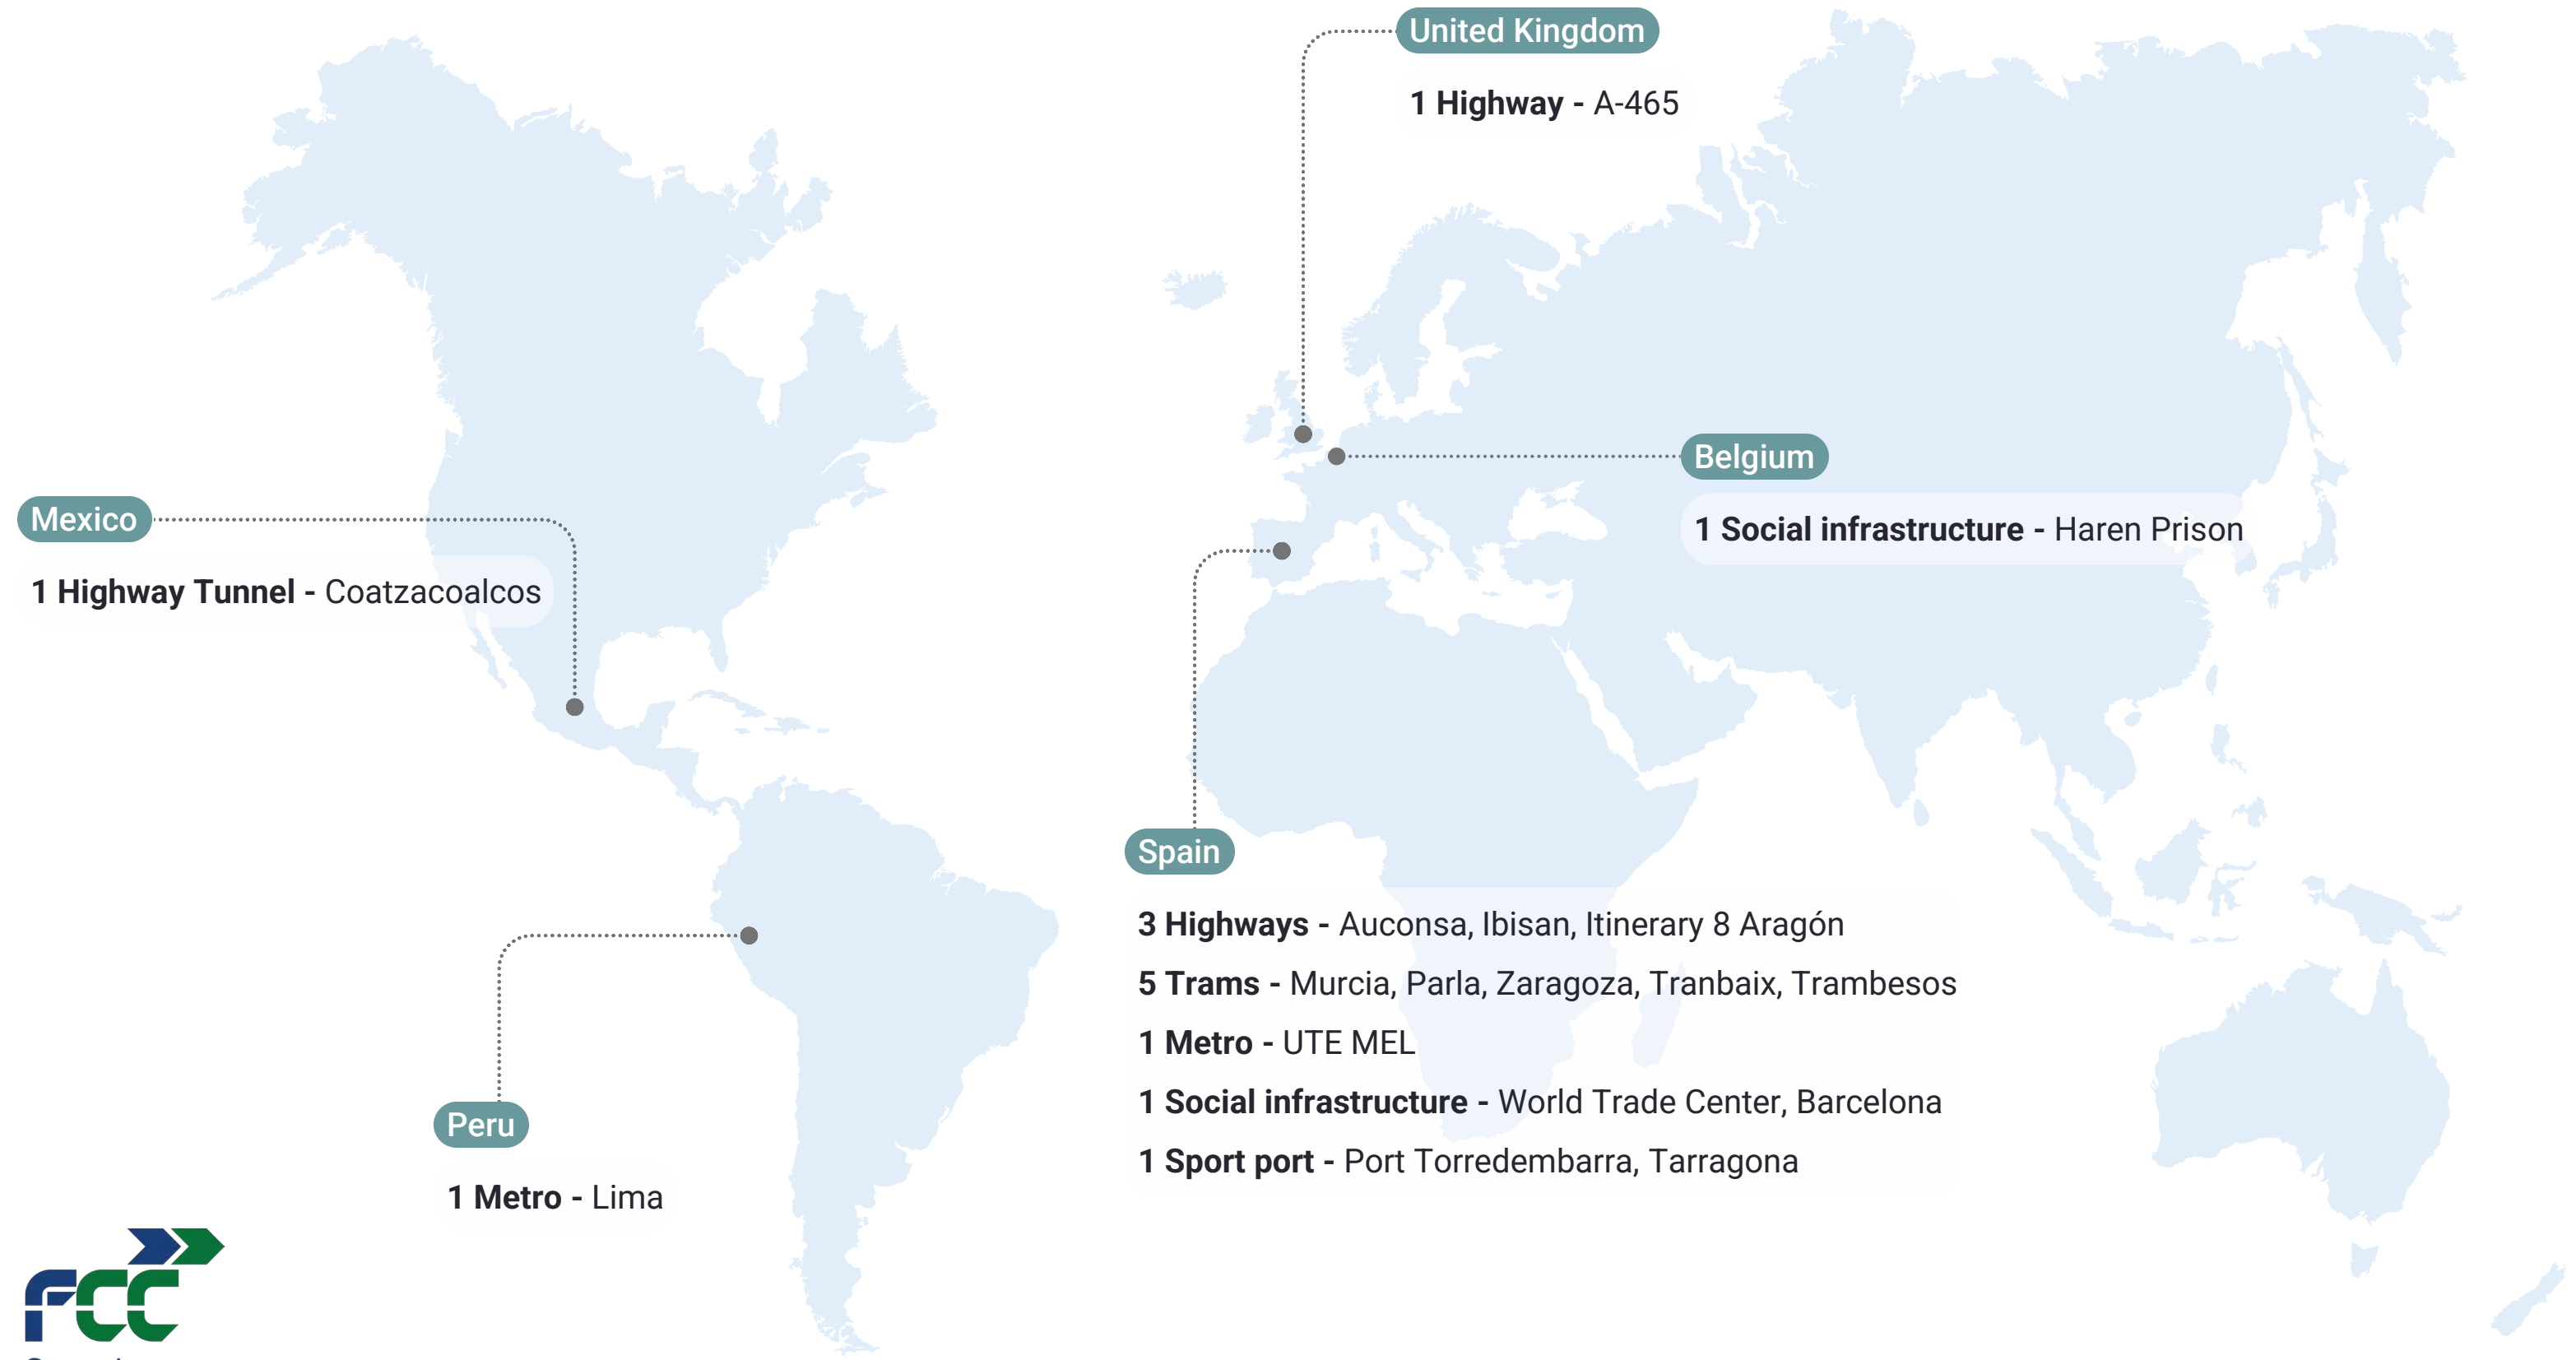 United Kingdom
1 Highway - A-465
Belgium
1 Social infrastructure - Haren Prison
Mexico
1 Highway Tunnel - Coatzacoalcos
Spain
3 Highways - Auconsa, Ibisan, Itinerary 8 Aragón
5 Trams - Murcia, Parla, Zaragoza, Tranbaix, Trambesos
1 Metro - UTE MEL
1 Social infrastructure - World Trade Center, Barcelona
1 Sport port - Port Torredembarra, Tarragona
Peru
1 Metro - Lima
FCC